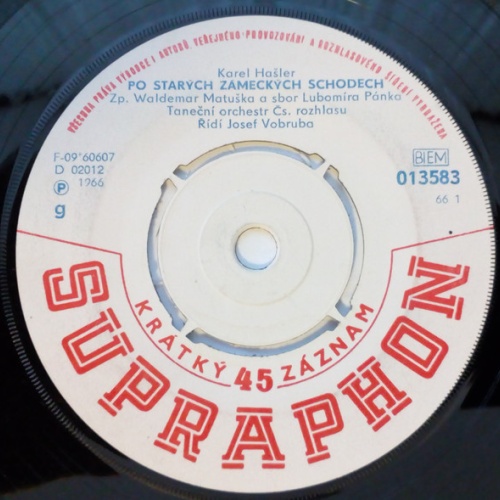 VŠECHNA PRÁVA VÝROBCE I AUTORŮ, VEŘEJNÉHO PROVOZOVÁNÍ A ROZHLASOVÉHO ŠÍŘENÍ VYHRAŽENA
Karel Hašler
PO STARÝCH ZÁMECKÝCH SCHODECH
Zp. Waldemar Matuška a sbor Lubomíra Pánka
Taneční orchestr Čs. rozhlasu
Řídí Josef Vobruba
F-09*60607
D 02012
Ⓟ 1966
g
BIEM
013583
66 1
KRÁTKÝ 45 ZÁZNAM
SUPRAPHON